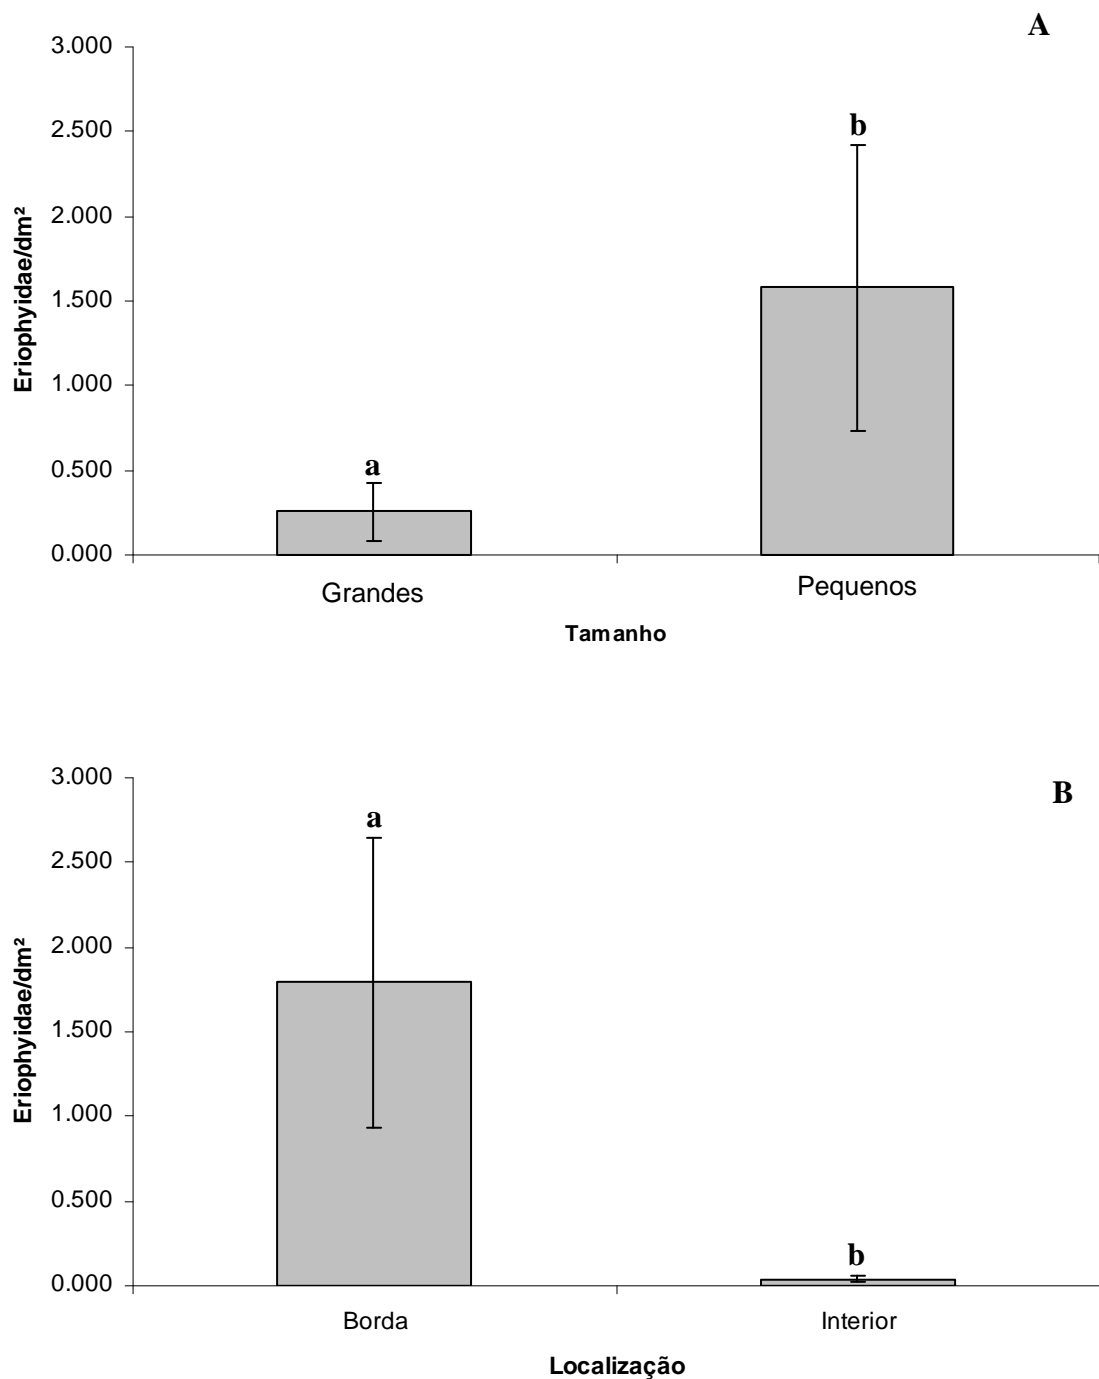 A
3.000
b
2.500
2.000
1.500
1.000
0.500
a
0.000
Eriophyidae/dm²
Grandes
Pequenos
Tamanho
3.000
B
a
2.500
2.000
1.500
1.000
0.500
b
0.000
Eriophyidae/dm²
Borda
Interior
Localização